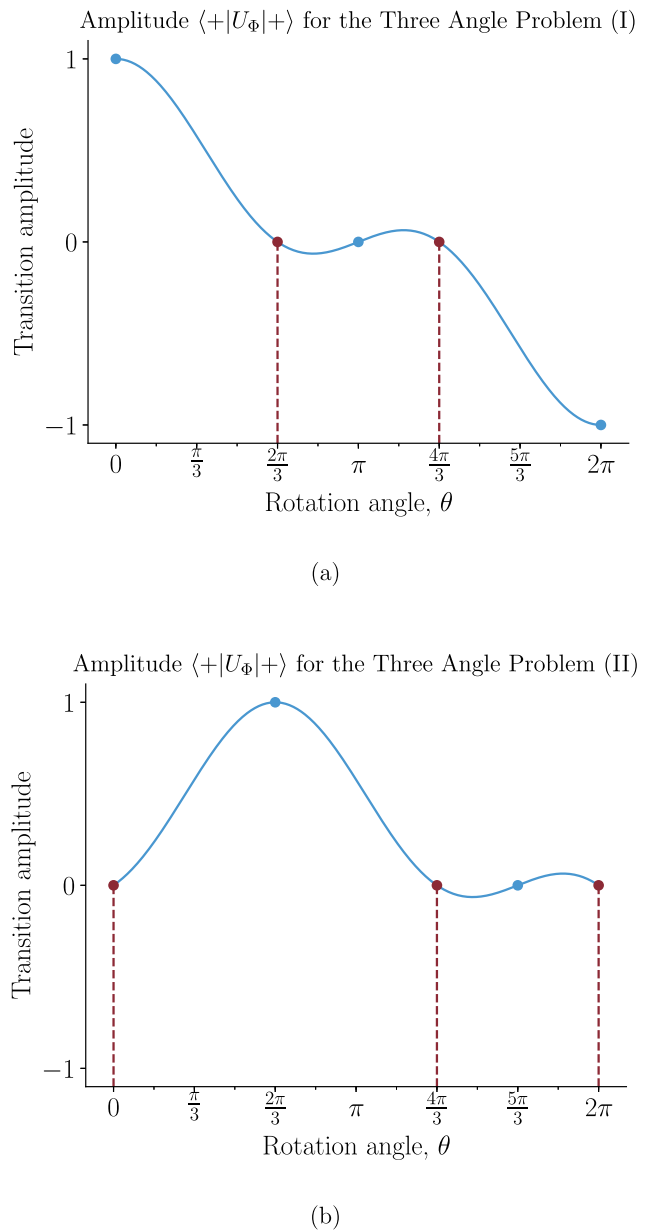 Amplitude ⟨+|U_Φ|+⟩ for the Three Angle Problem (I)
Transition amplitude
1
0
−1
0 π/3 2π/3 π 4π/3 5π/3 2π
Rotation angle, θ
(a)
Amplitude ⟨+|U_Φ|+⟩ for the Three Angle Problem (II)
Transition amplitude
1
0
−1
0 π/3 2π/3 π 4π/3 5π/3 2π
Rotation angle, θ
(b)